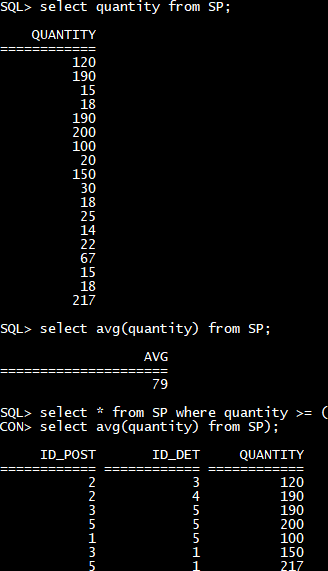 SQL> select quantity from SP;
QUANTITY
============
120
190
15
18
190
200
100
20
150
30
18
25
14
22
67
15
18
217
SQL> select avg(quantity) from SP;
AVG
=====================
79
SQL> select * from SP where quantity >= (
CON> select avg(quantity) from SP);
ID_POST ID_DET QUANTITY
============ ============ ============
2 3 120
2 4 190
3 5 190
5 5 200
1 5 100
3 1 150
5 1 217